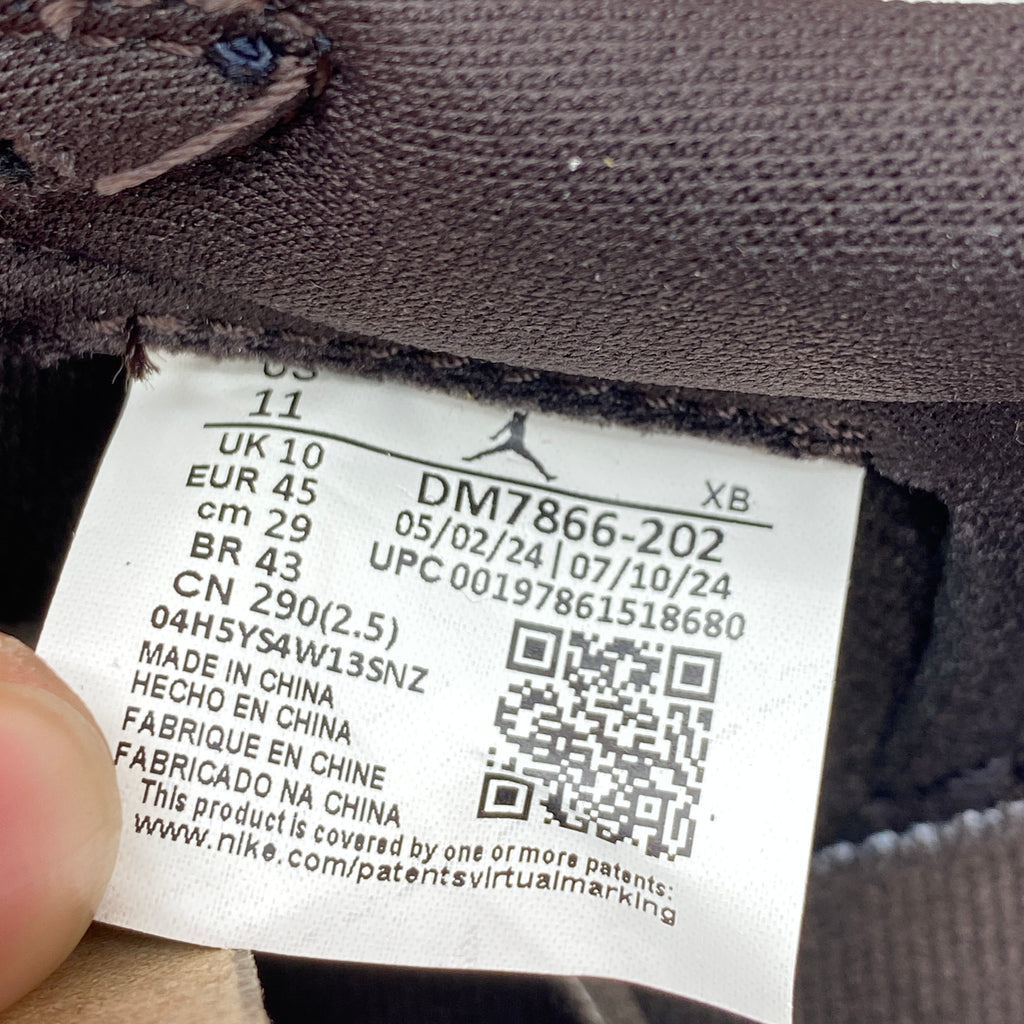 US
11
UK 10
EUR 45
cm 29
BR 43
CN 290(2.5)
04H5YS4W13SNZ
XB
DM7866-202
05/02/24|07/10/24
UPC 00197861518680
MADE IN CHINA
HECHO EN CHINA
FABRIQUE EN CHINE
FABRICADO NA CHINA
This product is covered by one or more patents:
www.nike.com/patentsvirtualmarking